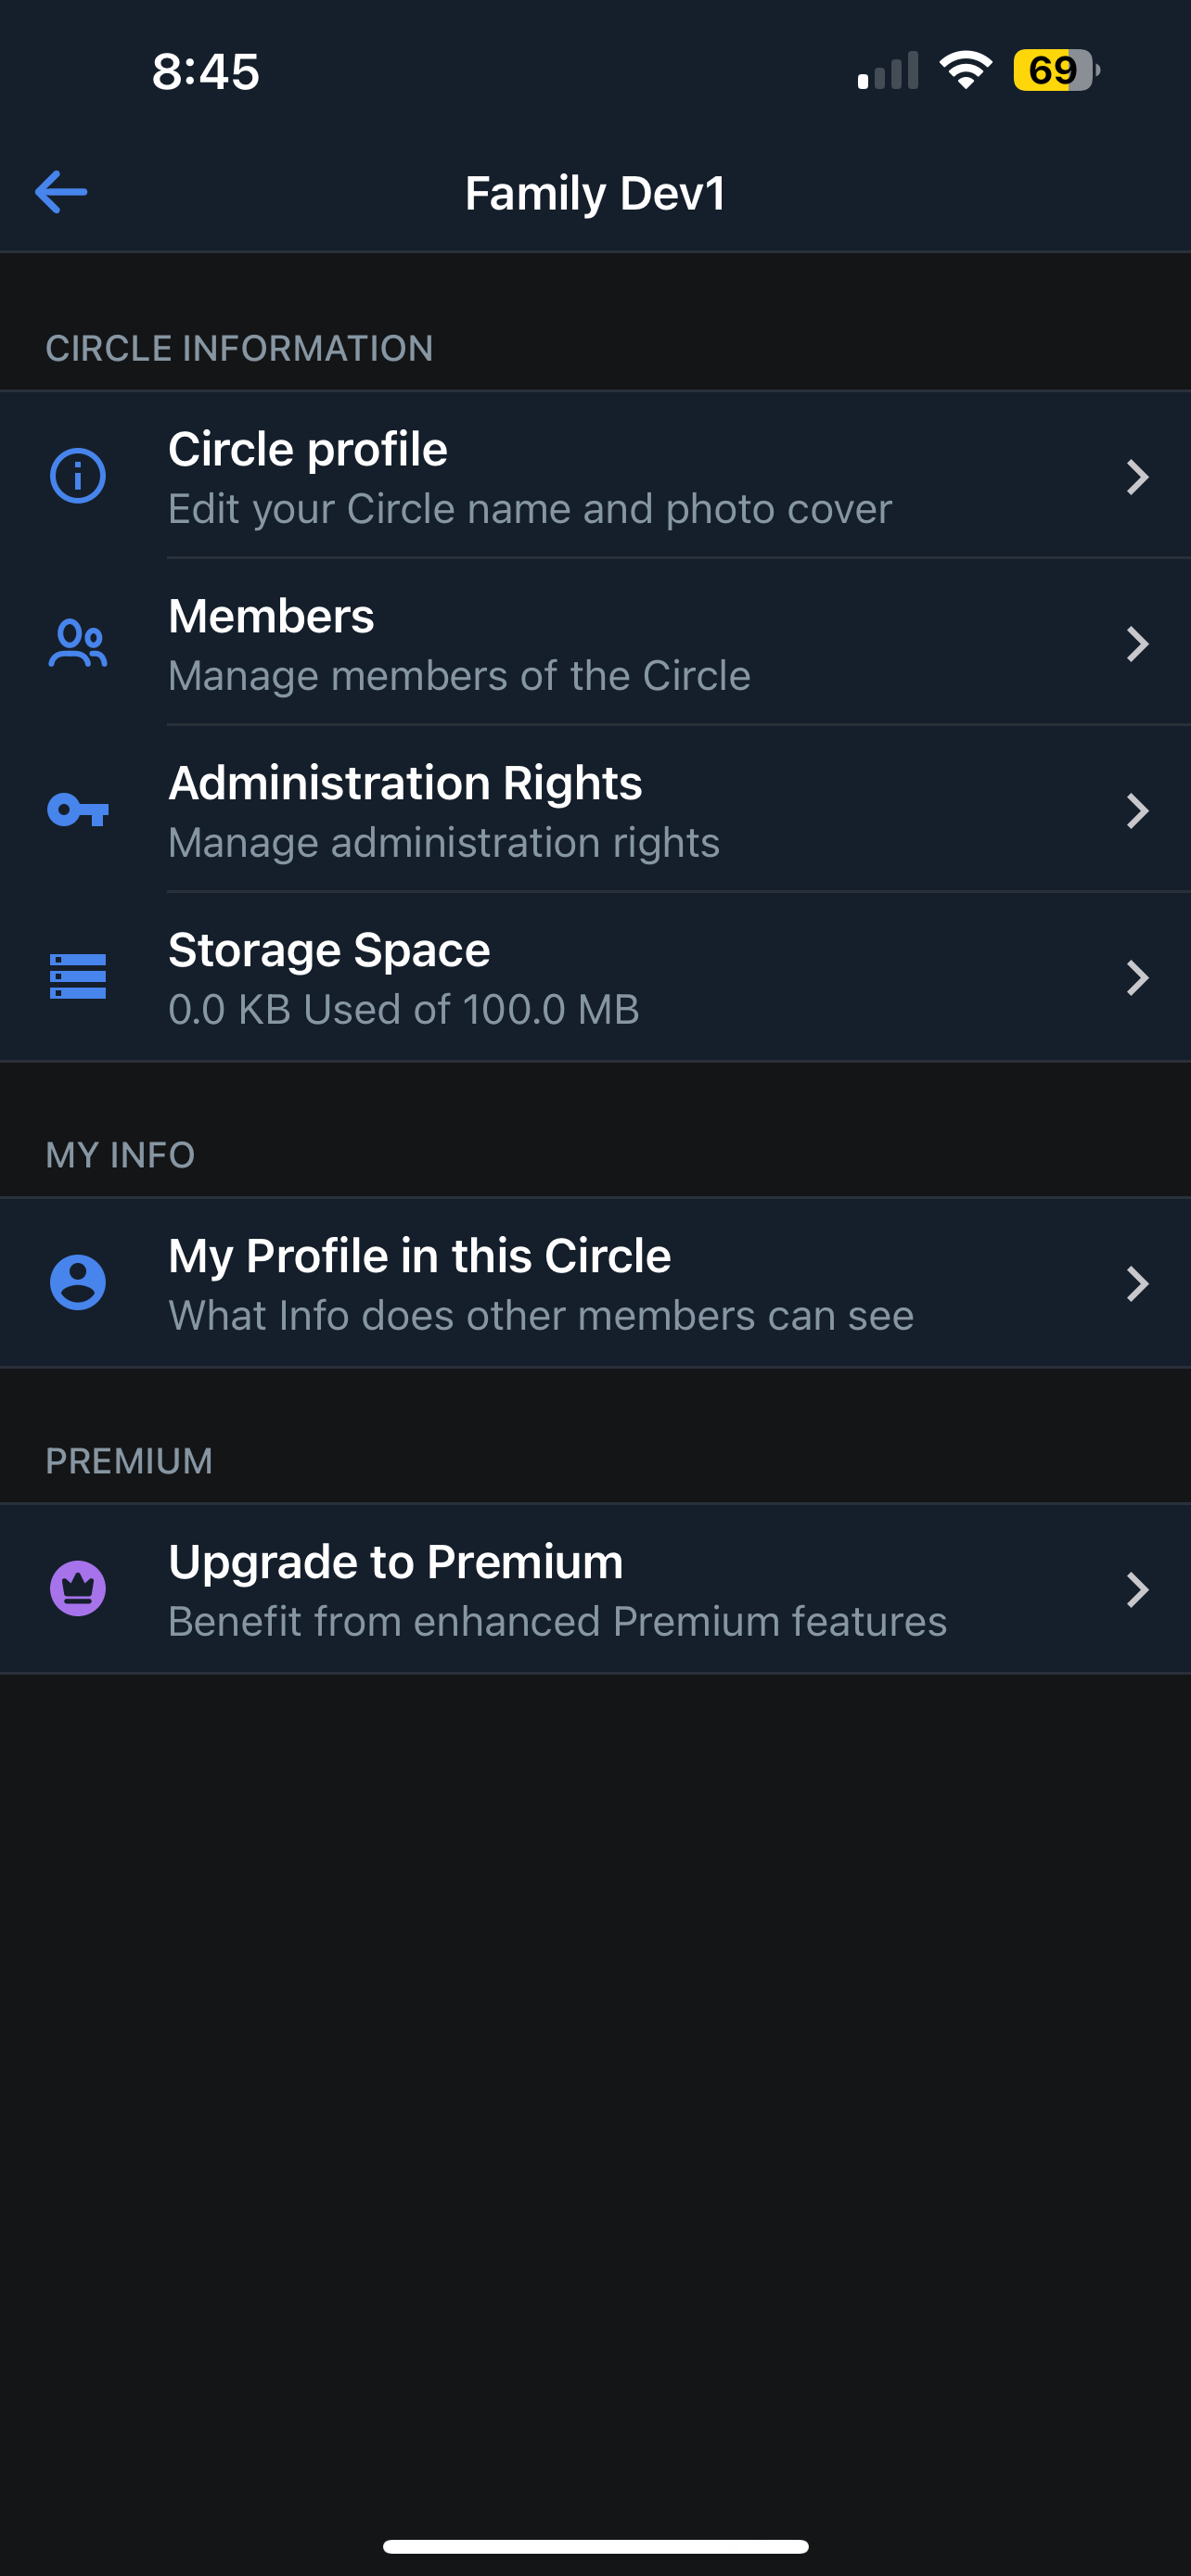 8:45
69
Family Dev1
CIRCLE INFORMATION
Circle profile
Edit your Circle name and photo cover
Members
Manage members of the Circle
Administration Rights
Manage administration rights
Storage Space
0.0 KB Used of 100.0 MB
MY INFO
My Profile in this Circle
What Info does other members can see
PREMIUM
Upgrade to Premium
Benefit from enhanced Premium features